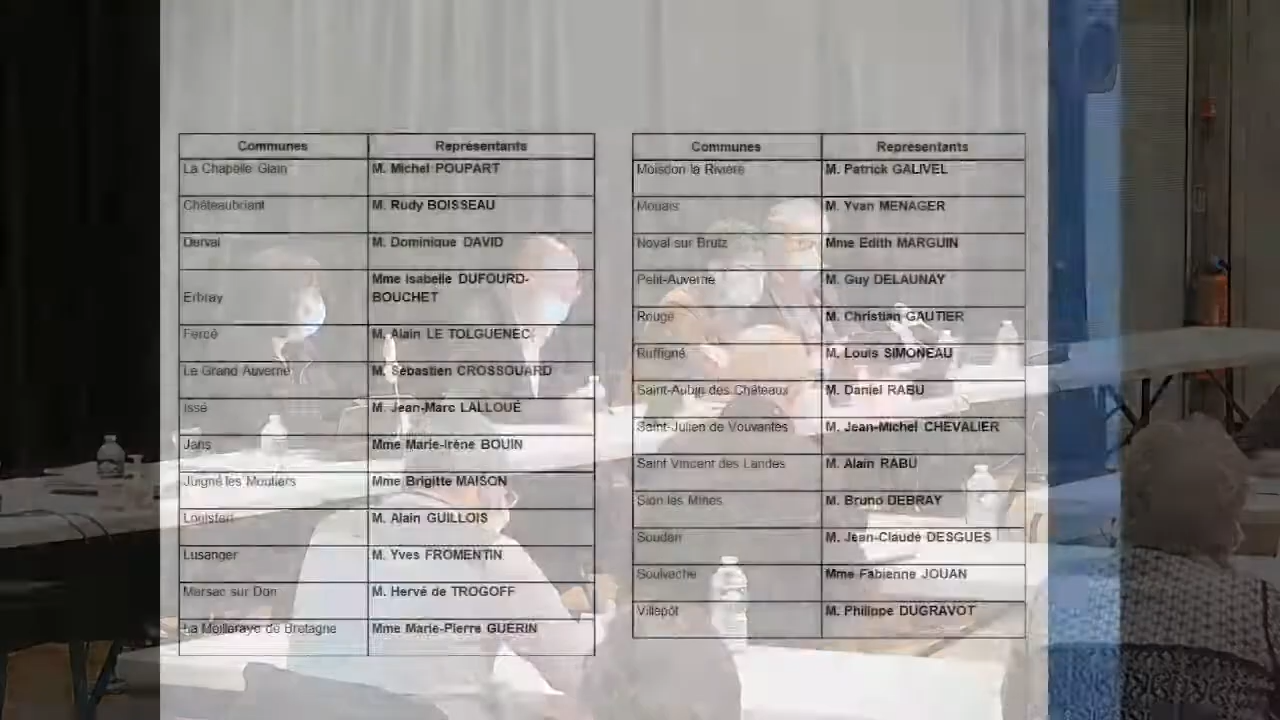 Communes Représentants
La Chapelle Glain M. Michel POUPART
Châteaubriant M. Rudy BOISSEAU
Derval M. Dominique DAVID
Erbray Mme Isabelle DUFOURD-
BOUCHET
Fercé M. Alain LE TOLGUENEC
Le Grand Auverné M. Sébastien CROSSOUARD
Issé M. Jean-Marc LALLOUÉ
Jans Mme Marie-Irène BOUIN
Juigné les Moutiers Mme Brigitte MAISON
Louisfert M. Alain GUILLOIS
Lusanger M. Yves FROMENTIN
Marsac sur Don M. Hervé de TROGOFF
La Meilleraye de Bretagne Mme Marie-Pierre GUERIN
Communes Représentants
Moisdon la Rivière M. Patrick GALIVEL
Mouais M. Yvan MENAGER
Noyal sur Brutz Mme Edith MARGUIN
Petit-Auverné M. Guy DELAUNAY
Rougé M. Christian GAUTIER
Ruffigné M. Louis SIMONEAU
Saint-Aubin des Châteaux M. Daniel RABU
Saint-Julien de Vouvantes M. Jean-Michel CHEVALIER
Saint Vincent des Landes M. Alain RABU
Sion les Mines M. Bruno DEBRAY
Soudan M. Jean-Claude DESGUES
Soulvache Mme Fabienne JOUAN
Villepôt M. Philippe DUGRAVOT